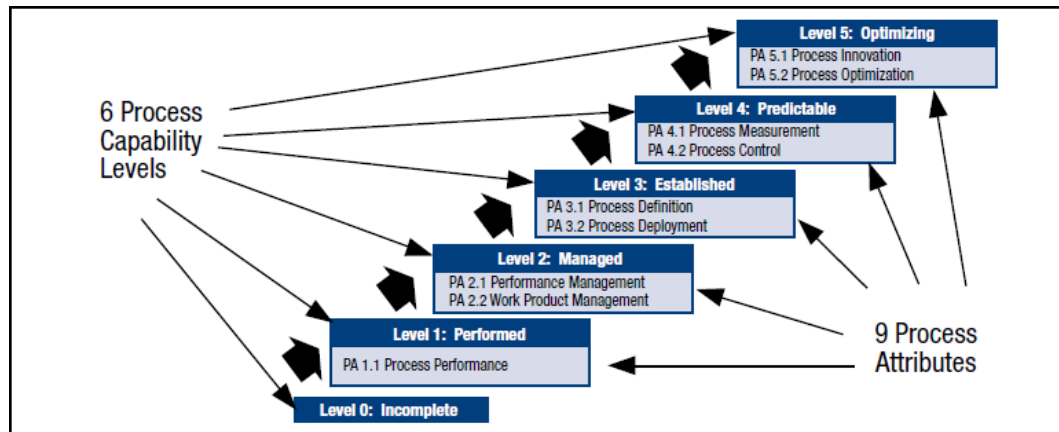 Level 5: Optimizing
PA 5.1 Process Innovation
PA 5.2 Process Optimization
6 Process
Capability
Levels
Level 4: Predictable
PA 4.1 Process Measurement
PA 4.2 Process Control
Level 3: Established
PA 3.1 Process Definition
PA 3.2 Process Deployment
Level 2: Managed
PA 2.1 Performance Management
PA 2.2 Work Product Management
Level 1: Performed
PA 1.1 Process Performance
9 Process
Attributes
Level 0: Incomplete